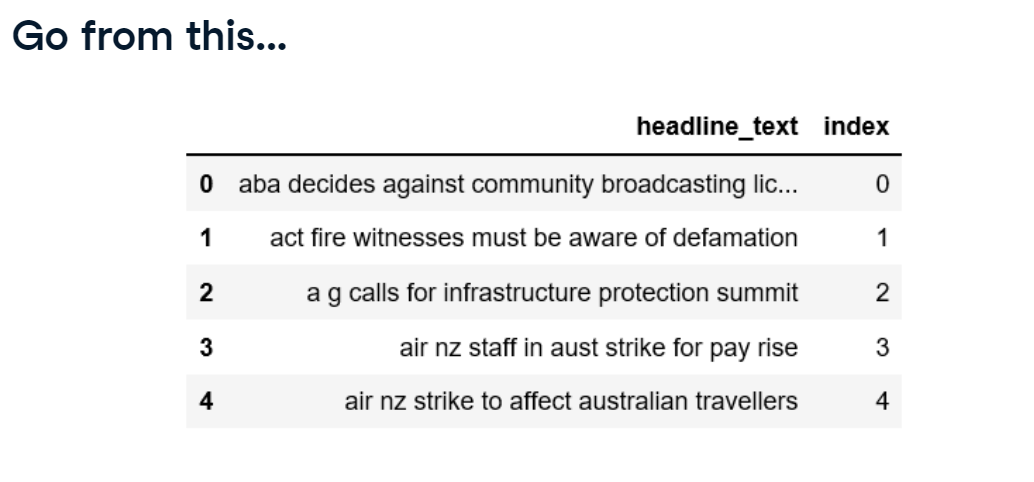 Go from this...
headline_text index
0 aba decides against community broadcasting lic... 0
1 act fire witnesses must be aware of defamation 1
2 a g calls for infrastructure protection summit 2
3 air nz staff in aust strike for pay rise 3
4 air nz strike to affect australian travellers 4